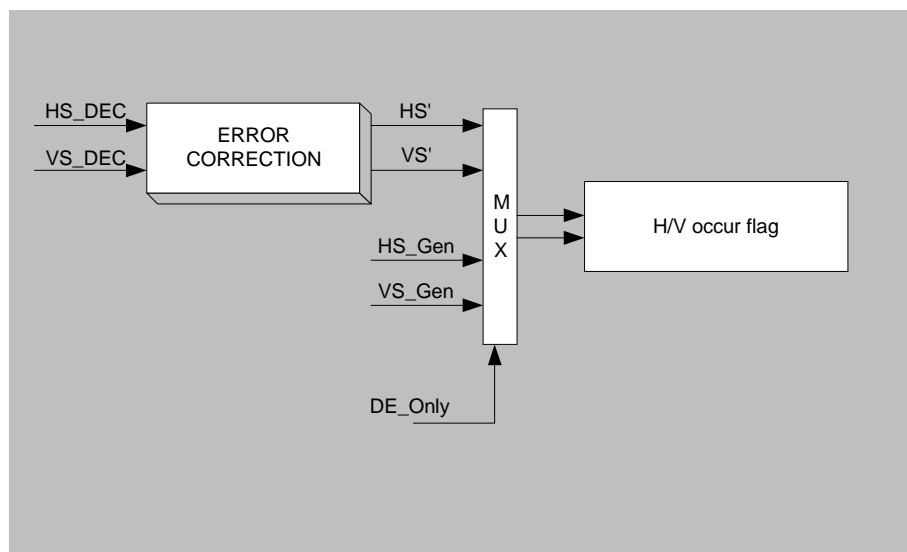 HS_DEC
VS_DEC
ERROR
CORRECTION
HS'
VS'
HS_Gen
VS_Gen
M
U
X
DE_Only
H/V occur flag